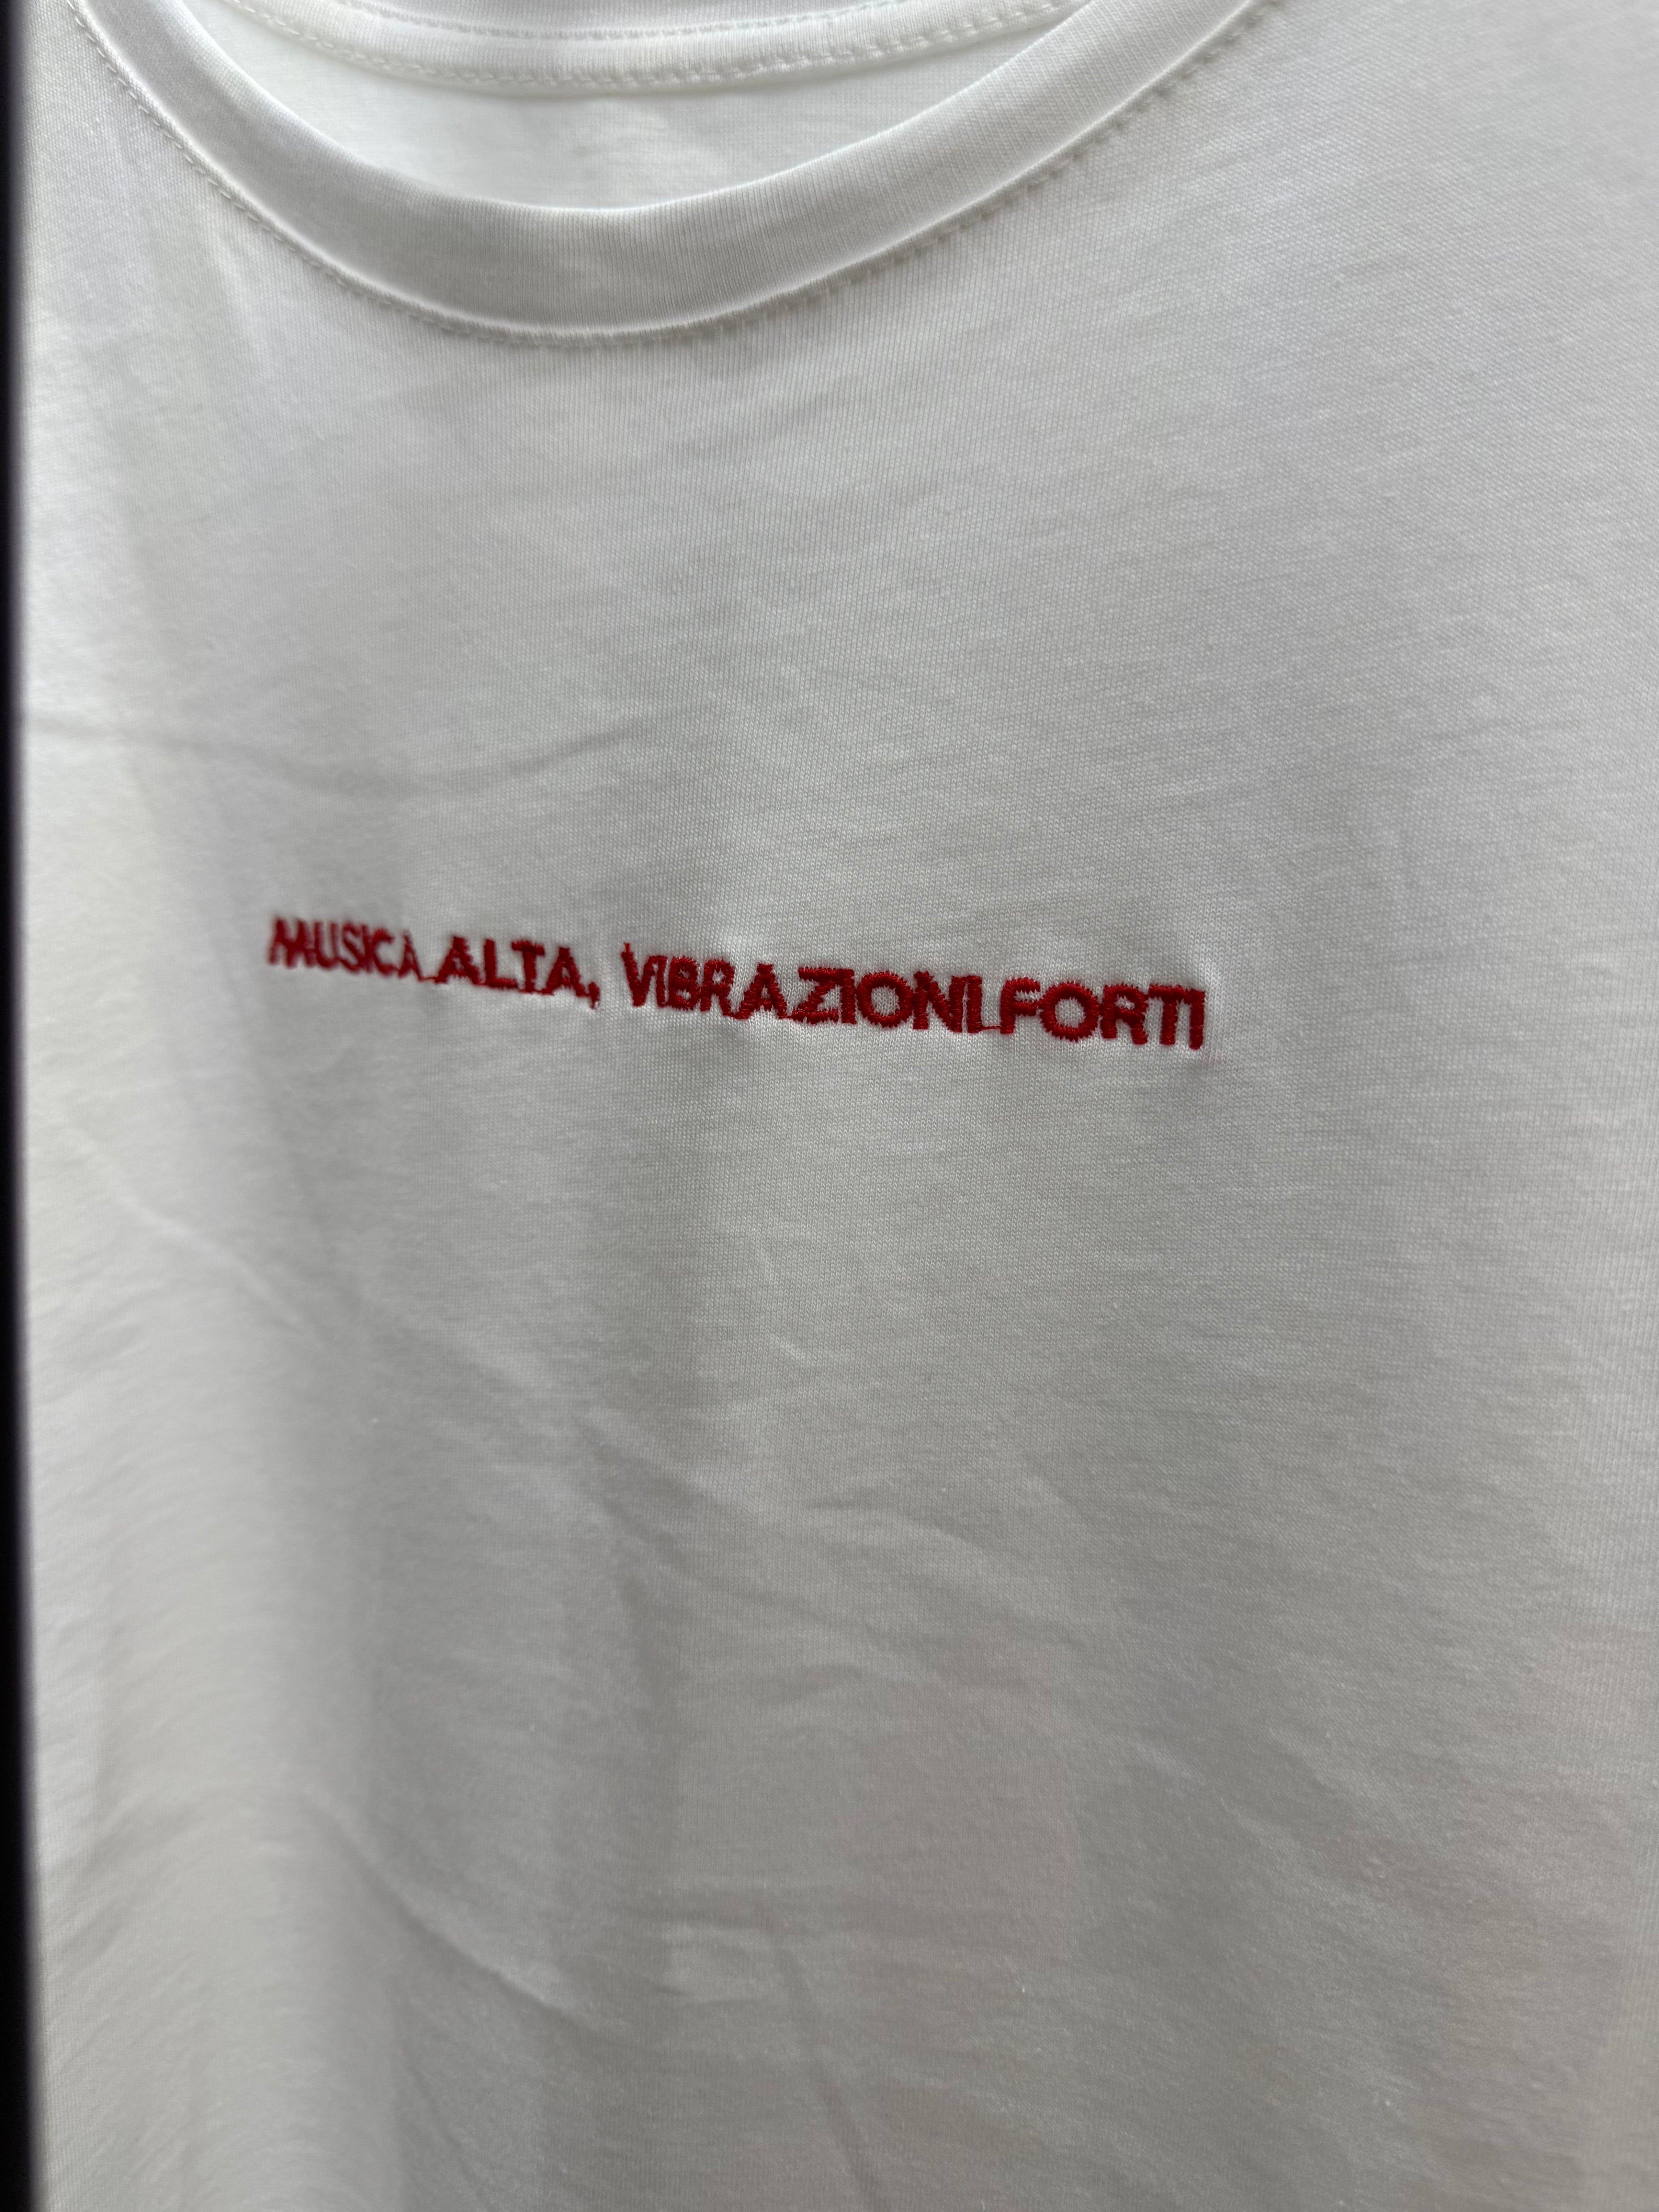 MUSICA ALTA, VIBRAZIONI FORTI